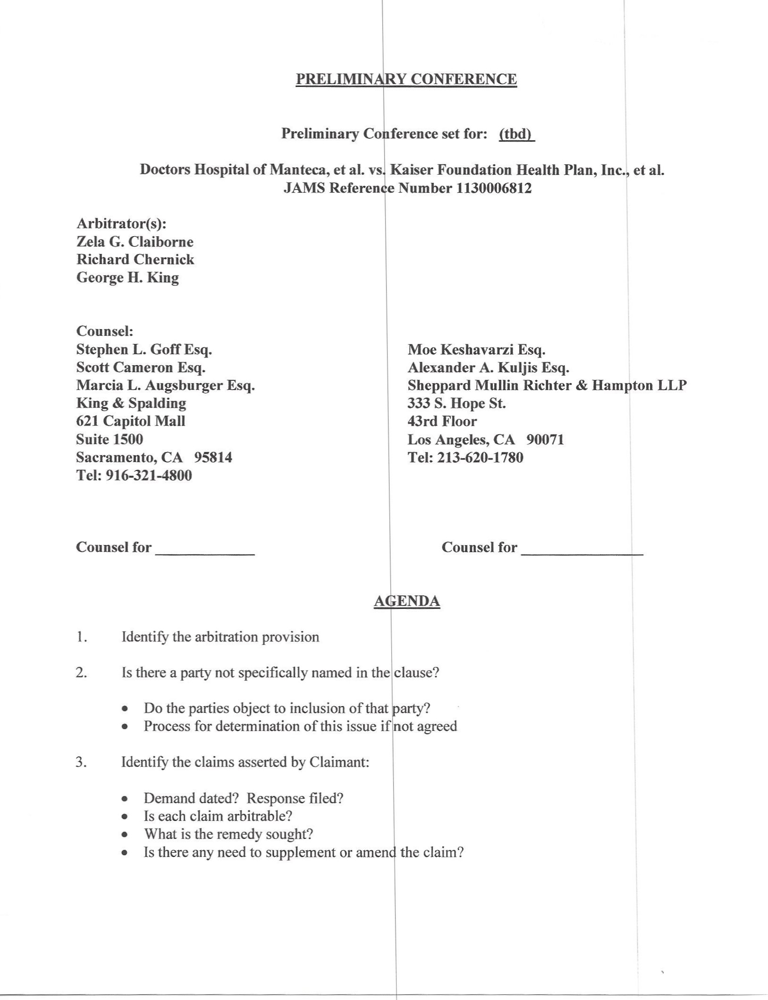 PRELIMINARY CONFERENCE
Preliminary Conference set for: (tbd)
Doctors Hospital of Manteca, et al. vs. Kaiser Foundation Health Plan, Inc., et al.
JAMS Reference Number 1130006812
Arbitrator(s):
Zela G. Claiborne
Richard Chernick
George H. King
Counsel:
Stephen L. Goff Esq.
Scott Cameron Esq.
Marcia L. Augsburger Esq.
King & Spalding
621 Capitol Mall
Suite 1500
Sacramento, CA 95814
Tel: 916-321-4800
Moe Keshavarzi Esq.
Alexander A. Kuljis Esq.
Sheppard Mullin Richter & Hampton LLP
333 S. Hope St.
43rd Floor
Los Angeles, CA 90071
Tel: 213-620-1780
Counsel for ____________
Counsel for _______________
AGENDA
1. Identify the arbitration provision
2. Is there a party not specifically named in the clause?
• Do the parties object to inclusion of that party?
• Process for determination of this issue if not agreed
3. Identify the claims asserted by Claimant:
• Demand dated? Response filed?
• Is each claim arbitrable?
• What is the remedy sought?
• Is there any need to supplement or amend the claim?